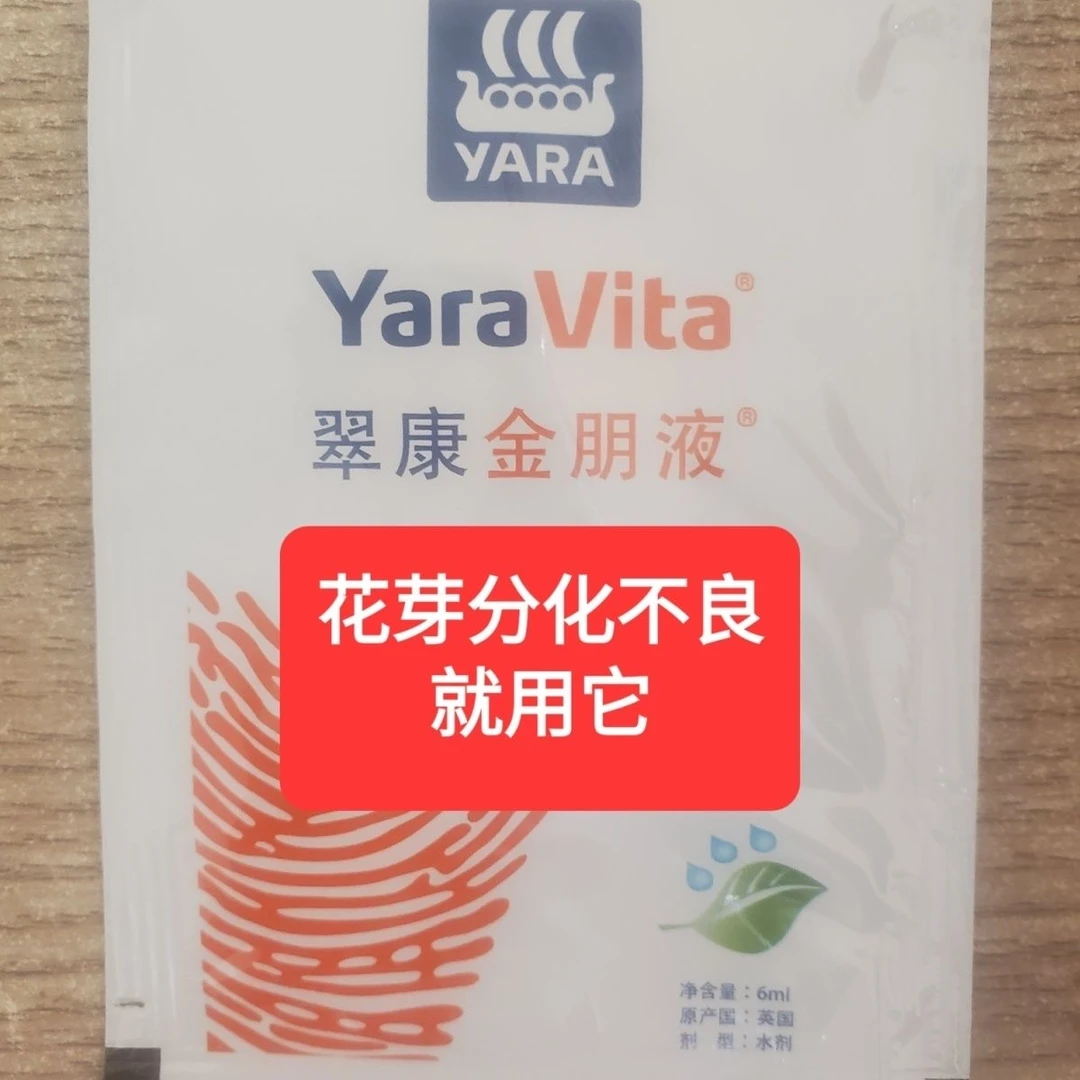 YARA
YaraVita®
翠康金朋液®
花芽分化不良
就用它
净含量：6ml
原产国：英国
剂 型：水剂